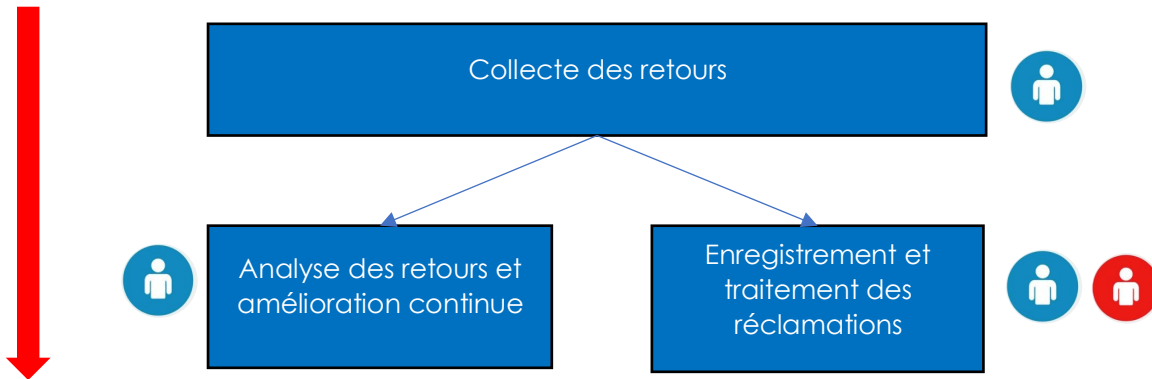 Collecte des retours
Analyse des retours et
amélioration continue
Enregistrement et
traitement des
réclamations